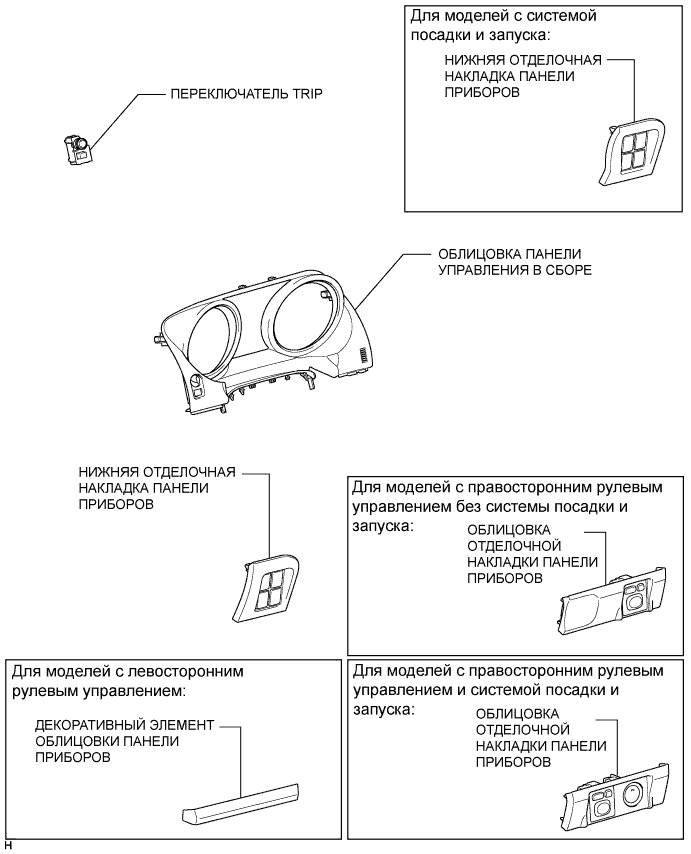 Для моделей с системой
посадки и запуска:
НИЖНЯЯ ОТДЕЛОЧНАЯ
НАКЛАДКА ПАНЕЛИ
ПРИБОРОВ
ПЕРЕКЛЮЧАТЕЛЬ TRIP
ОБЛИЦОВКА ПАНЕЛИ
УПРАВЛЕНИЯ В СБОРЕ
НИЖНЯЯ ОТДЕЛОЧНАЯ
НАКЛАДКА ПАНЕЛИ
ПРИБОРОВ
Для моделей с правосторонним рулевым
управлением без системы посадки и
запуска:
ОБЛИЦОВКА
ОТДЕЛОЧНОЙ
НАКЛАДКИ ПАНЕЛИ
ПРИБОРОВ
Для моделей с левосторонним
рулевым управлением:
ДЕКОРАТИВНЫЙ ЭЛЕМЕНТ
ОБЛИЦОВКИ ПАНЕЛИ
ПРИБОРОВ
Для моделей с правосторонним рулевым
управлением и системой посадки и
запуска:
ОБЛИЦОВКА
ОТДЕЛОЧНОЙ
НАКЛАДКИ ПАНЕЛИ
ПРИБОРОВ
H